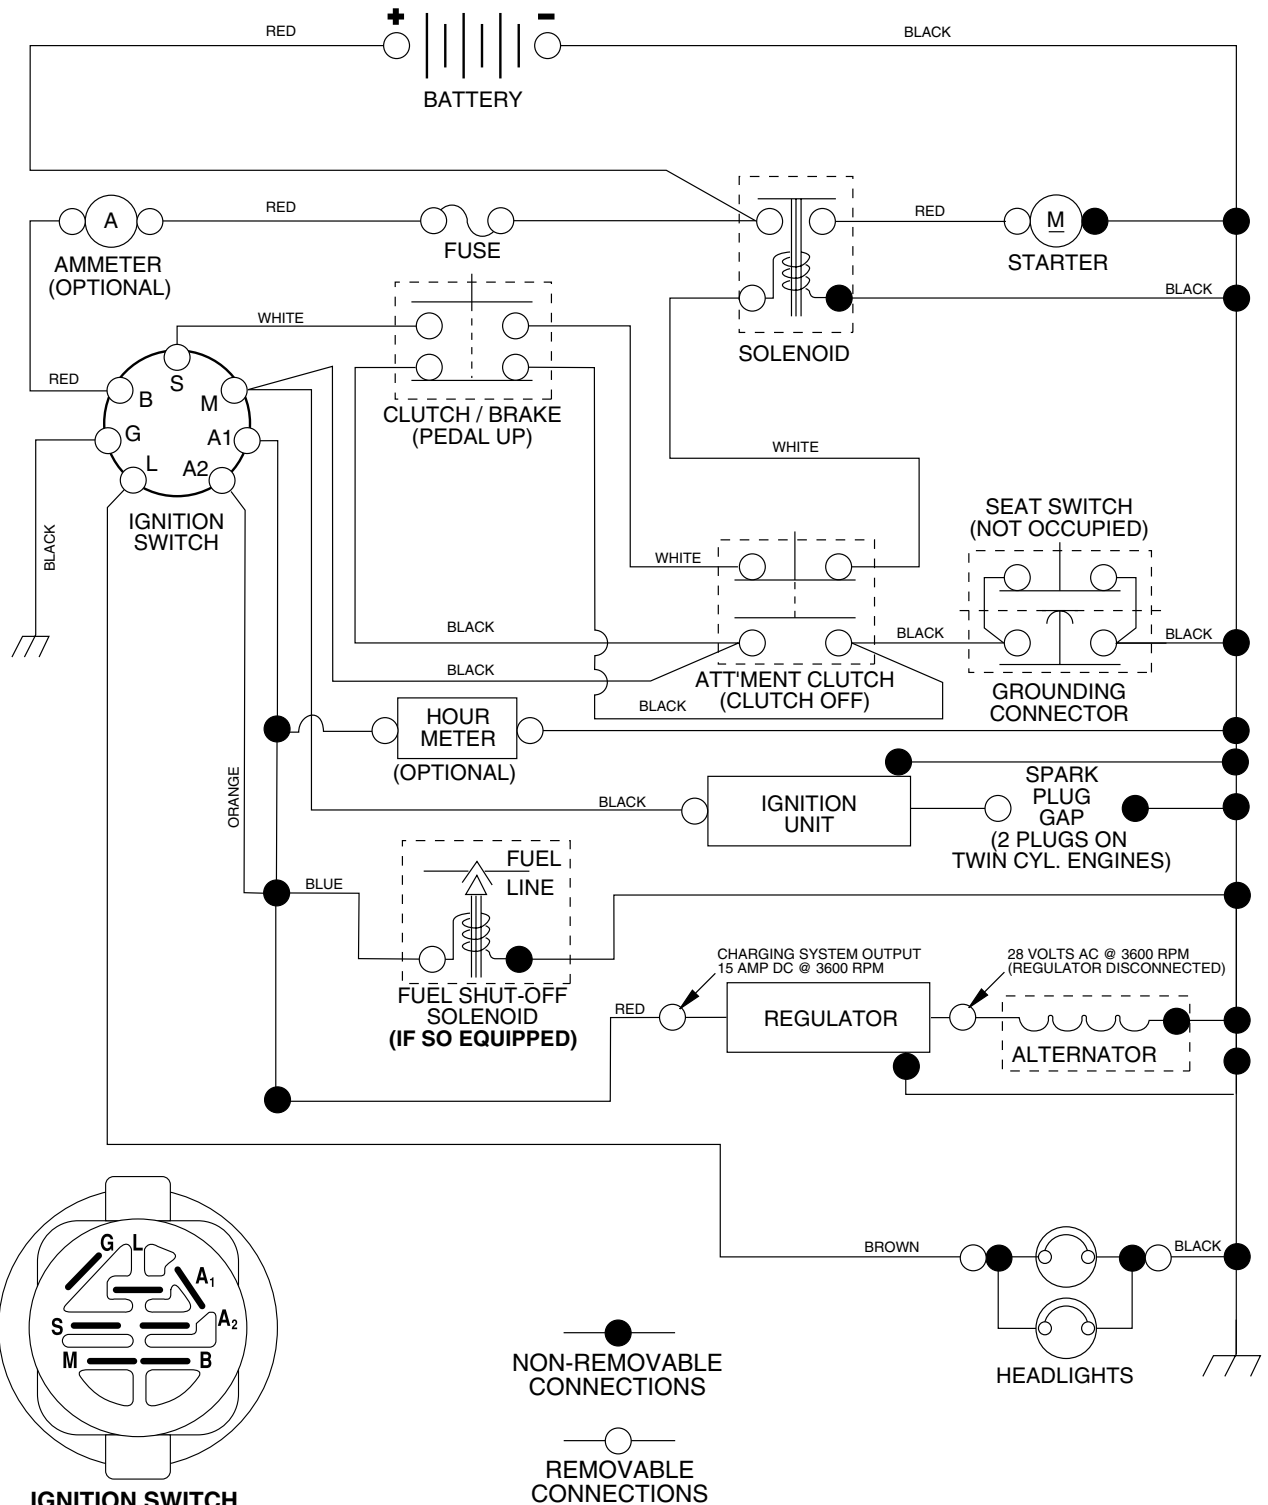 + −
RED
BLACK
BATTERY
A
RED
RED
M
AMMETER
(OPTIONAL)
FUSE
STARTER
BLACK
WHITE
SOLENOID
RED
S
B
M
G
A1
L
A2
CLUTCH / BRAKE
(PEDAL UP)
WHITE
IGNITION
SWITCH
BLACK
SEAT SWITCH
(NOT OCCUPIED)
WHITE
BLACK
BLACK
BLACK
BLACK
ATT'MENT CLUTCH
(CLUTCH OFF)
GROUNDING
CONNECTOR
BLACK
HOUR
METER
(OPTIONAL)
ORANGE
BLACK
IGNITION
UNIT
SPARK
PLUG
GAP
(2 PLUGS ON
TWIN CYL. ENGINES)
FUEL
LINE
BLUE
CHARGING SYSTEM OUTPUT
15 AMP DC @ 3600 RPM
28 VOLTS AC @ 3600 RPM
(REGULATOR DISCONNECTED)
FUEL SHUT-OFF
SOLENOID
(IF SO EQUIPPED)
RED
REGULATOR
ALTERNATOR
BROWN
BLACK
HEADLIGHTS
G L
A1
A2
S
M
B
IGNITION SWITCH
NON-REMOVABLE
CONNECTIONS
REMOVABLE
CONNECTIONS